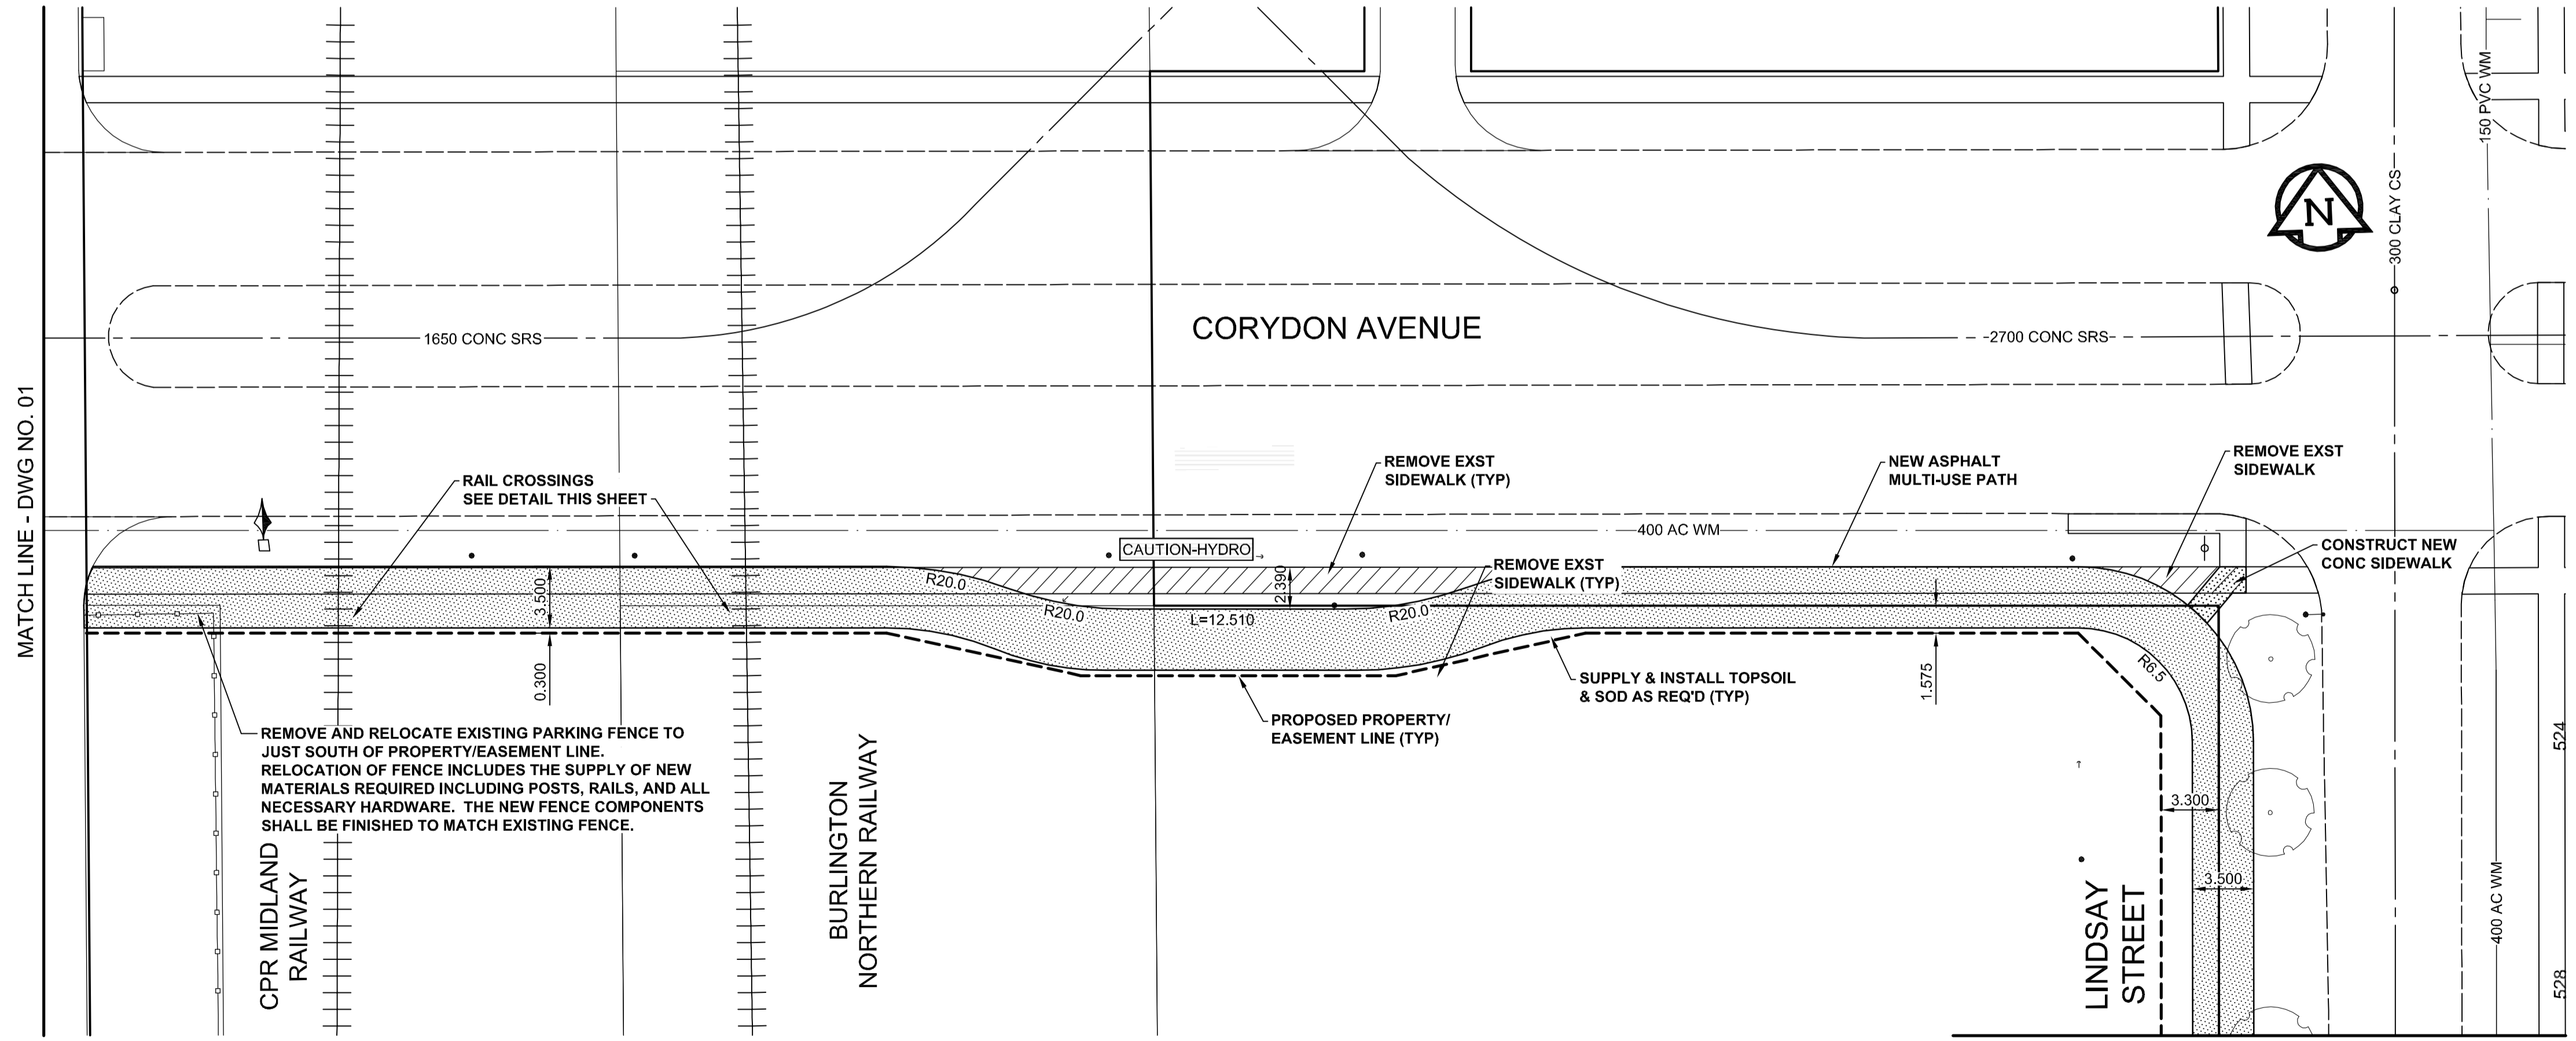 150 PVC WM
300 CLAY CS
N
CORYDON AVENUE
1650 CONC SRS
2700 CONC SRS
MATCH LINE - DWG NO. 01
RAIL CROSSINGS
SEE DETAIL THIS SHEET
REMOVE EXST
SIDEWALK (TYP)
NEW ASPHALT
MULTI-USE PATH
REMOVE EXST
SIDEWALK
400 AC WM
CAUTION-HYDRO
CONSTRUCT NEW
CONC SIDEWALK
REMOVE EXST
SIDEWALK (TYP)
3.500
R20.0
R20.0
2.390
L=12.510
R20.0
0.300
1.575
R6.5
SUPPLY & INSTALL TOPSOIL
& SOD AS REQ'D (TYP)
PROPOSED PROPERTY/
EASEMENT LINE (TYP)
REMOVE AND RELOCATE EXISTING PARKING FENCE TO
JUST SOUTH OF PROPERTY/EASEMENT LINE.
RELOCATION OF FENCE INCLUDES THE SUPPLY OF NEW
MATERIALS REQUIRED INCLUDING POSTS, RAILS, AND ALL
NECESSARY HARDWARE. THE NEW FENCE COMPONENTS
SHALL BE FINISHED TO MATCH EXISTING FENCE.
CPR MIDLAND
RAILWAY
BURLINGTON
NORTHERN RAILWAY
3.300
3.500
LINDSAY
STREET
400 AC WM
524
528